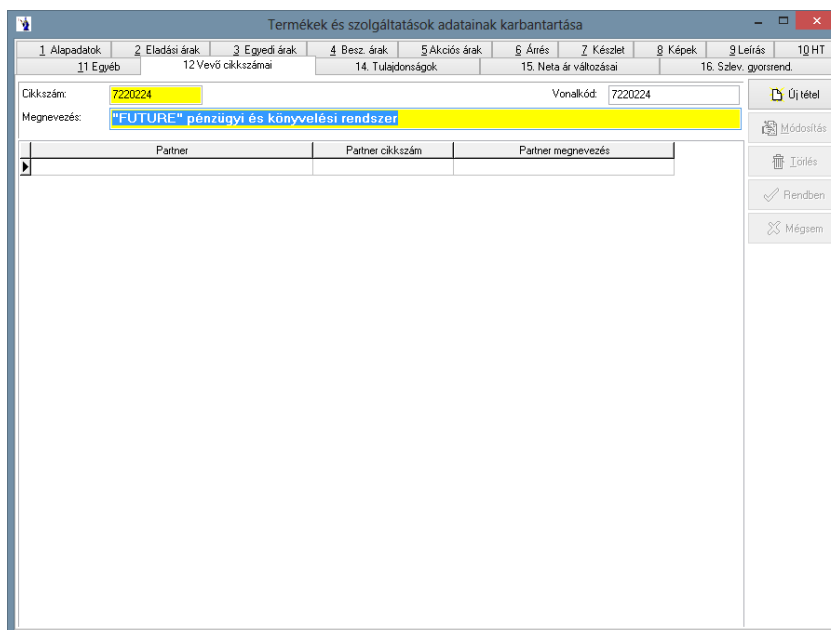 Termékek és szolgáltatások adatainak karbantartása
1 Alapadatok 2 Eladási árak 3 Egyedi árak 4 Besz. árak 5 Akciós árak 6 Árrés 7 Készlet 8 Képek 9 Leírás 10 HT
11 Egyéb 12 Vevő cikkszámai 14. Tulajdonságok 15. Neta ár változásai 16. Szlev. gyorsrend.
Cikkszám: 7220224 Vonalkód: 7220224 Új tétel
Megnevezés: "FUTURE" pénzügyi és könyvelési rendszer Módosítás
Partner Partner cikkszám Partner megnevezés
Törlés
Rendben
Mégsem